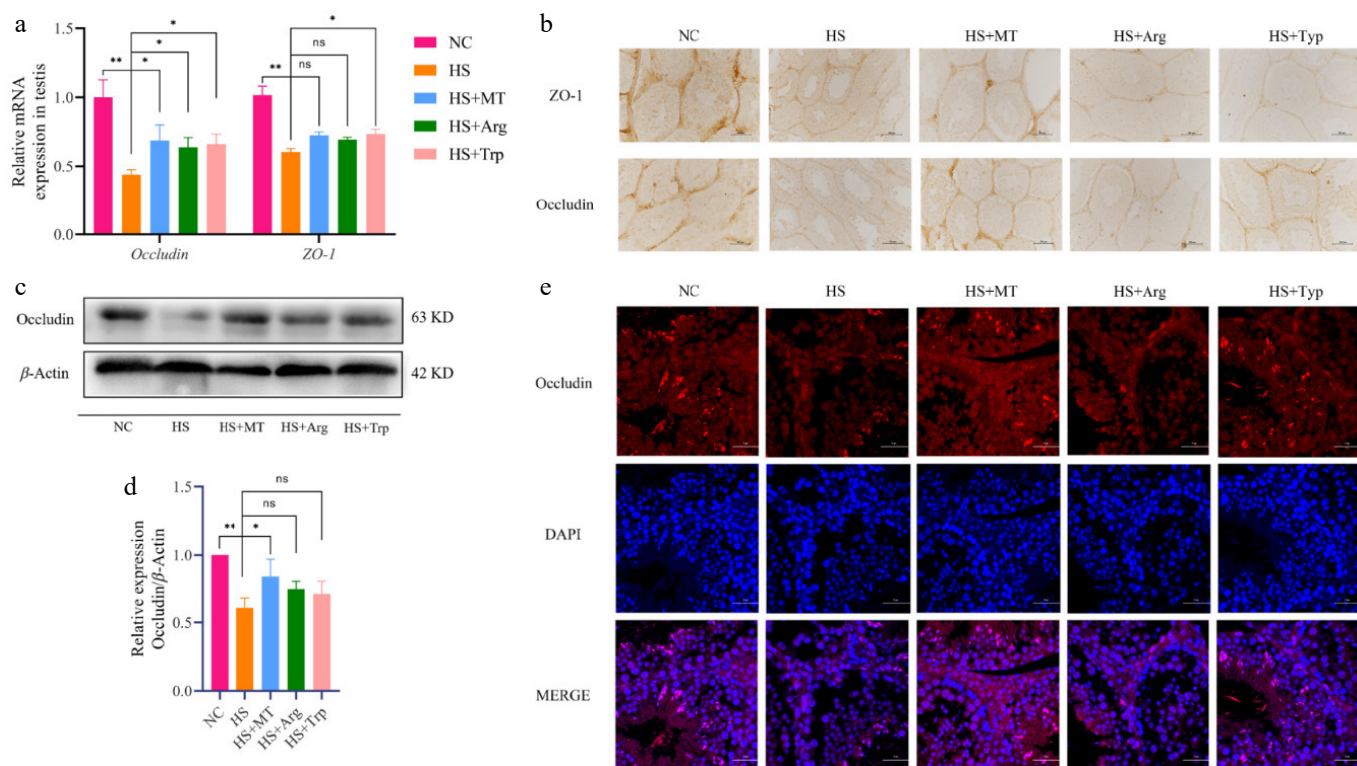 a
Relative mRNA
expression in testis
1.5
1.0
0.5
0.0
**
*
*
*
**
ns
ns
*
Occludin
ZO-1
NC
HS
HS+MT
HS+Arg
HS+Trp
b
NC
HS
HS+MT
HS+Arg
HS+Typ
ZO-1
Occludin
c
Occludin
63 KD
β-Actin
42 KD
NC
HS
HS+MT
HS+Arg
HS+Trp
d
Relative expression
Occludin/β-Actin
1.5
1.0
0.5
0.0
**
*
ns
ns
NC
HS
HS+MT
HS+Arg
HS+Trp
e
NC
HS
HS+MT
HS+Arg
HS+Typ
Occludin
DAPI
MERGE